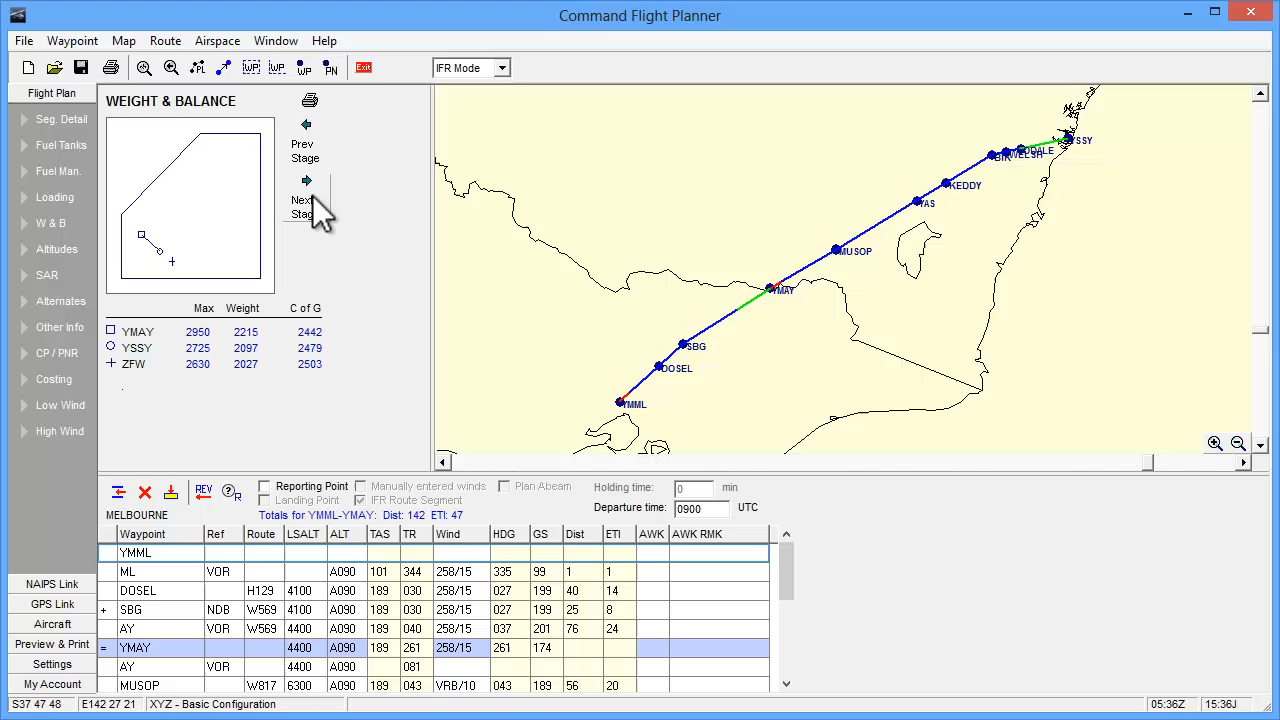 Command Flight Planner
File Waypoint Map Route Airspace Window Help
PL WP WP WP PN Exit IFR Mode
Flight Plan
Seg. Detail
Fuel Tanks
Fuel Man.
Loading
W & B
Altitudes
SAR
Alternates
Other Info
CP / PNR
Costing
Low Wind
High Wind
NAIPS Link
GPS Link
Aircraft
Preview & Print
Settings
My Account
WEIGHT & BALANCE
Prev
Stage
Next
Max Weight C of G
YMAY 2950 2215 2442
YSSY 2725 2097 2479
ZFW 2630 2027 2503
YSSY
WELSH
KEDDY
YAS
MUSOP
YMAY
SBG
DOSEL
YMML
REV Reporting Point Manually entered winds Plan Abeam Holding time: 0 min
Landing Point IFR Route Segment Departure time: 0900 UTC
MELBOURNE Totals for YMML-YMAY: Dist: 142 ETI: 47
Waypoint Ref Route LSALT ALT TAS TR Wind HDG GS Dist ETI AWK AWK RMK
YMML
ML VOR A090 101 344 258/15 335 99 1 1
DOSEL H129 4100 A090 189 030 258/15 027 199 40 14
+ SBG NDB W569 4100 A090 189 030 258/15 027 199 25 8
AY VOR W569 4400 A090 189 040 258/15 037 201 76 24
= YMAY 4400 A090 189 261 258/15 261 174
AY VOR 4400 A090 081
MUSOP W817 6300 A090 189 043 VRB/10 043 189 56 20
S37 47 48 E142 27 21 XYZ - Basic Configuration 05:36Z 15:36J